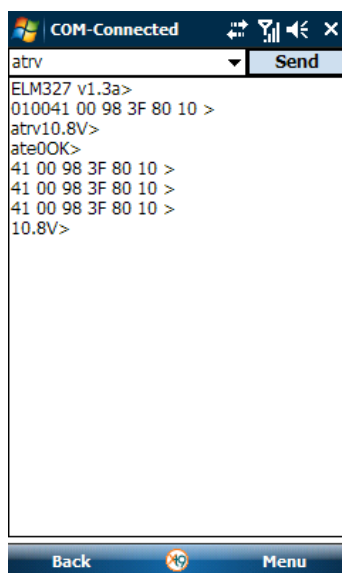 COM-Connected
atrv Send
ELM327 v1.3a>
010041 00 98 3F 80 10 >
atrv10.8V>
ate0OK>
41 00 98 3F 80 10 >
41 00 98 3F 80 10 >
41 00 98 3F 80 10 >
10.8V>
Back Menu